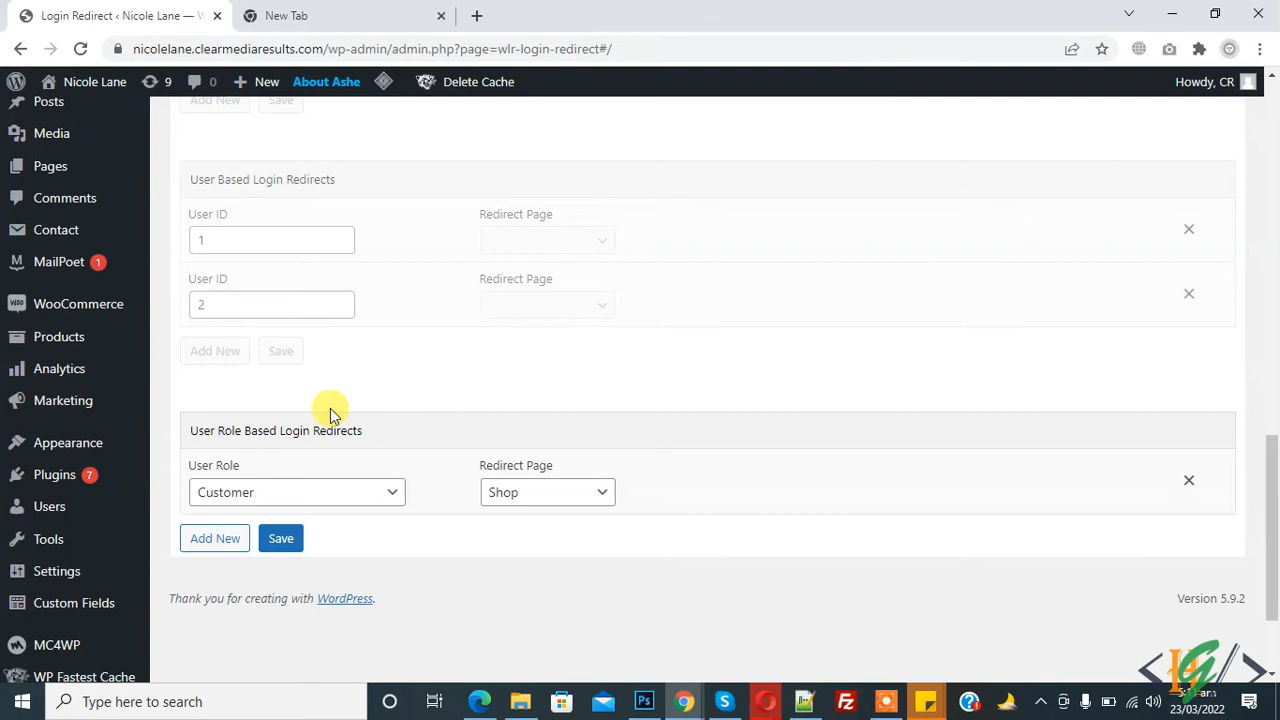 Login Redirect ‹ Nicole Lane — W
New Tab
nicolelane.clearmediaresults.com/wp-admin/admin.php?page=wlr-login-redirect#/
Nicole Lane
9
0
New
About Ashe
Delete Cache
Howdy, CR
Posts
Media
Pages
Comments
Contact
MailPoet 1
WooCommerce
Products
Analytics
Marketing
Appearance
Plugins 7
Users
Tools
Settings
Custom Fields
MC4WP
WP Fastest Cache
Add New
Save
User Based Login Redirects
User ID
Redirect Page
1
User ID
Redirect Page
2
Add New
Save
User Role Based Login Redirects
User Role
Redirect Page
Customer
Shop
Add New
Save
Thank you for creating with WordPress.
Version 5.9.2
Type here to search
23/03/2022